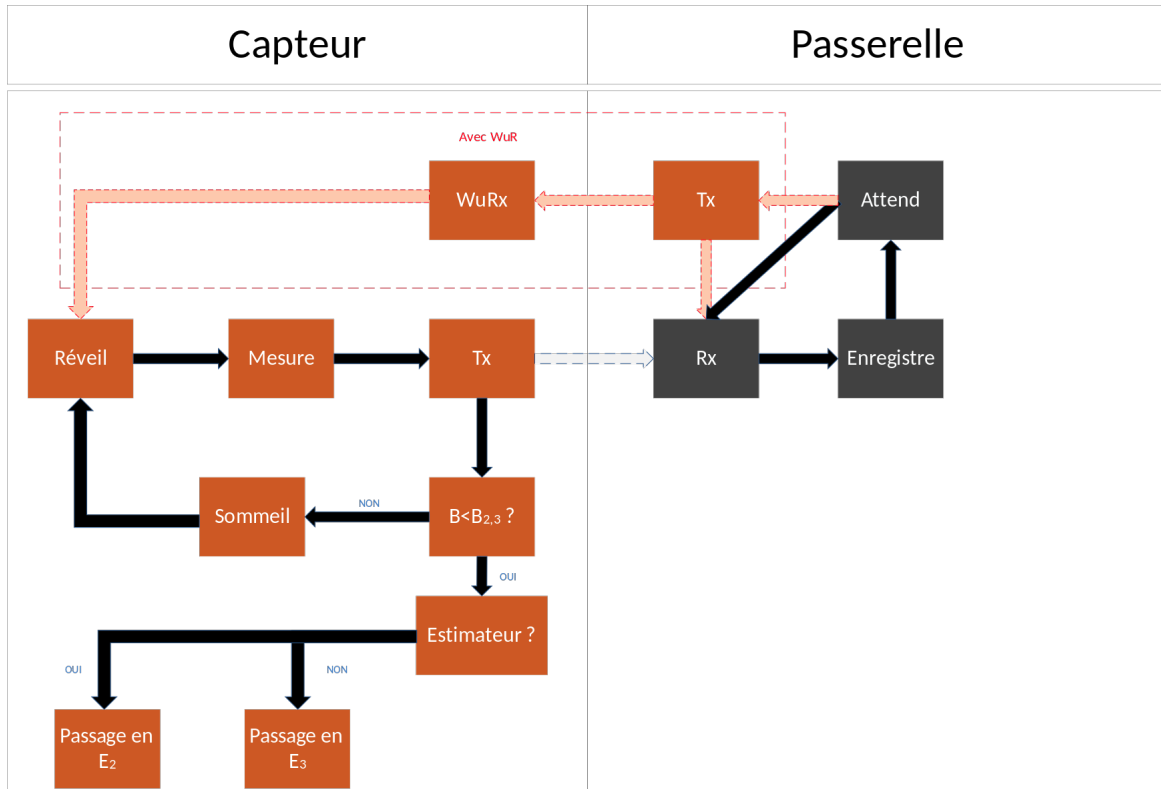 Capteur
Passerelle
Avec WuR
WuRx
Tx
Attend
Réveil
Mesure
Tx
Rx
Enregistre
Sommeil
NON
B<B2,3 ?
OUI
Estimateur ?
OUI
NON
Passage en
E2
Passage en
E3